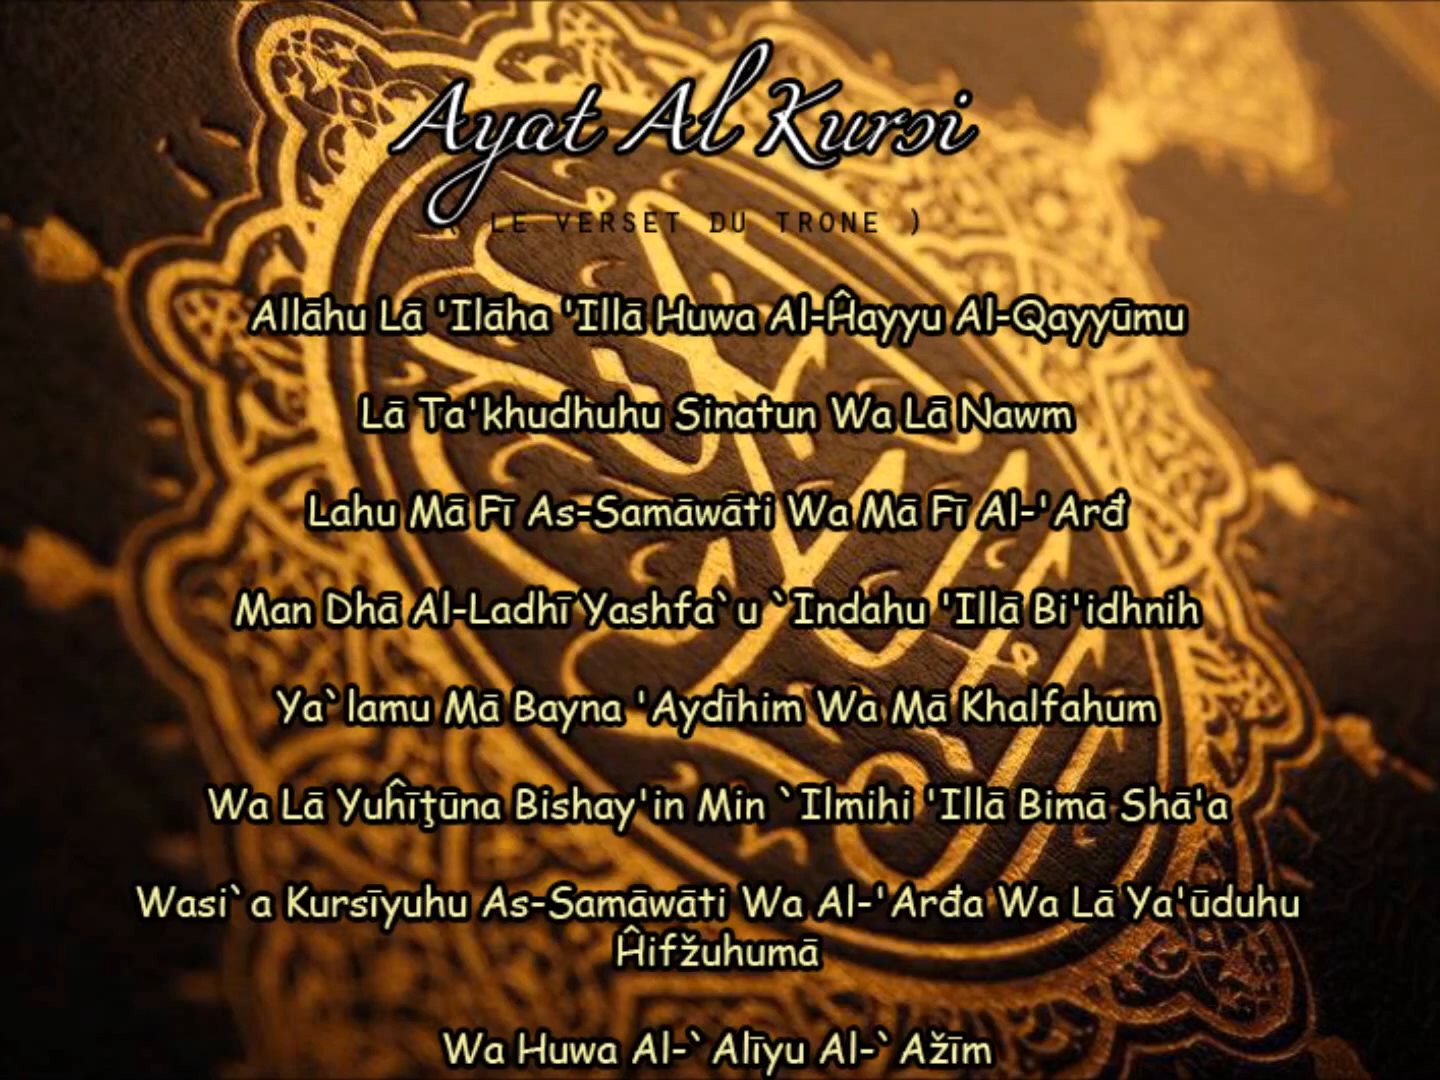 Ayat Al Kursi
( LE VERSET DU TRONE )
Allāhu Lā 'Ilāha 'Illā Huwa Al-Ĥayyu Al-Qayyūmu
Lā Ta'khudhuhu Sinatun Wa Lā Nawm
Lahu Mā Fī As-Samāwāti Wa Mā Fī Al-'Arđ
Man Dhā Al-Ladhī Yashfa`u `Indahu 'Illā Bi'idhnih
Ya`lamu Mā Bayna 'Aydīhim Wa Mā Khalfahum
Wa Lā Yuĥīţūna Bishay'in Min `Ilmihi 'Illā Bimā Shā'a
Wasi`a Kursīyuhu As-Samāwāti Wa Al-'Arđa Wa Lā Ya'ūduhu
Ĥifžuhumā
Wa Huwa Al-`Alīyu Al-`Ažīm